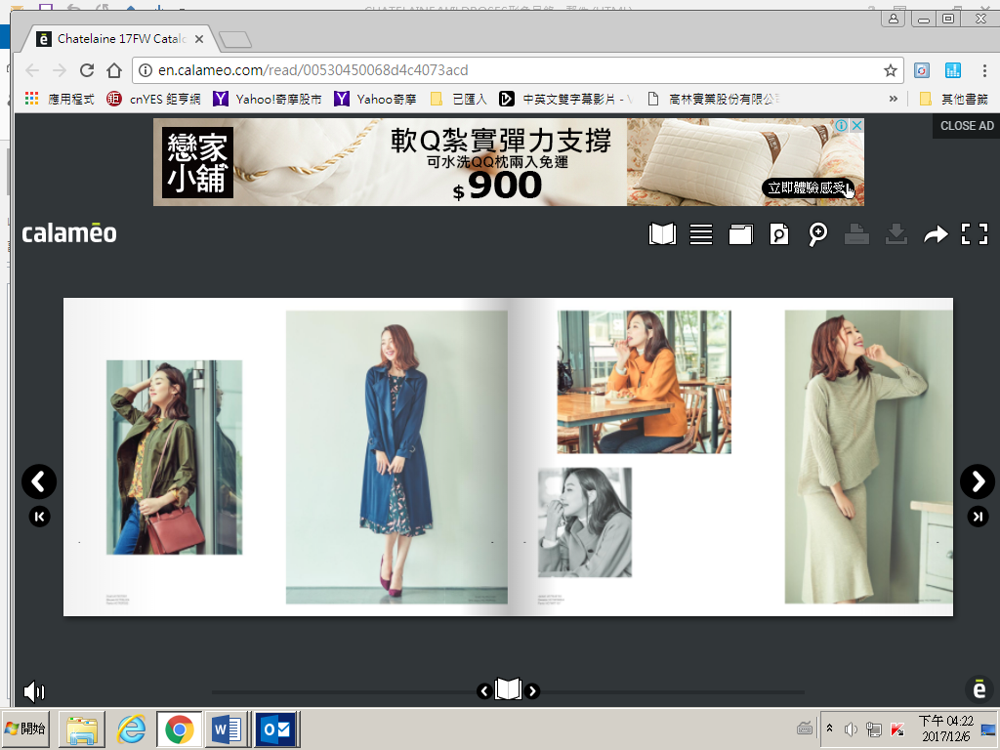 Chatelaine 17FW Catalo
en.calameo.com/read/00530450068d4c4073acd
應用程式
cnYES 鉅亨網
Yahoo!奇摩股市
Yahoo奇摩
已匯入
中英文雙字幕影片 - V
高林實業股份有限公司
»
其他書籤
戀家
小舖
軟Q紮實彈力支撐
可水洗QQ枕兩入免運
$900
立即體驗感受
CLOSE AD
calamēo
ē
開始
下午 04:22
2017/12/6